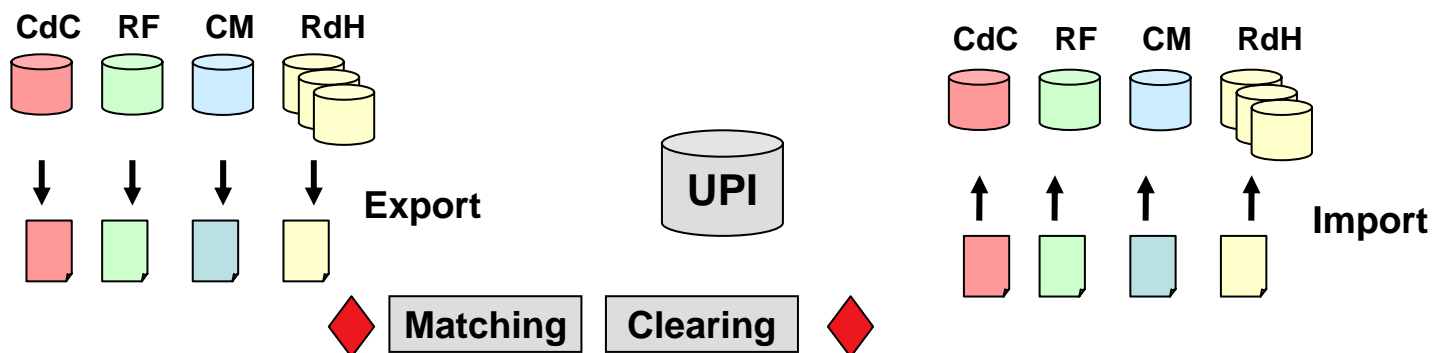 CdC RF CM RdH
Export
UPI
Matching Clearing
CdC RF CM RdH
Import